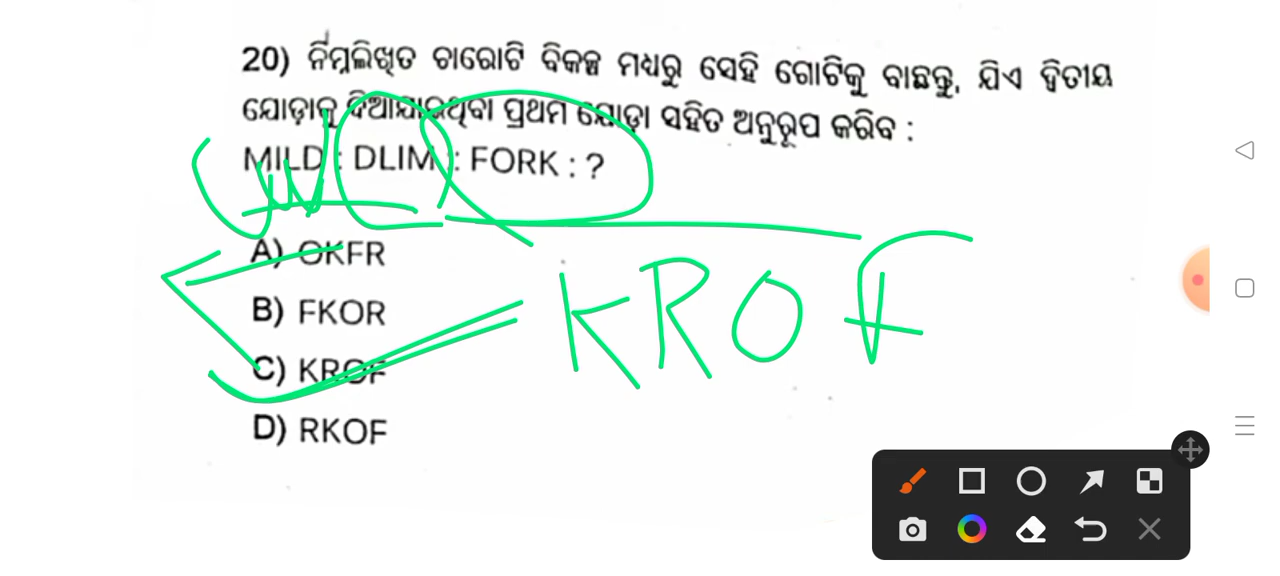 20) ନିମ୍ନଲିଖିତ ଚାରୋଟି ବିକଳ୍ପ ମଧ୍ୟରୁ ସେହି ଗୋଟିକୁ ବାଛନ୍ତୁ, ଯିଏ ଦ୍ଵିତୀୟ
ଯୋଡ଼ାକୁ ଦିଆଯାଇଥିବା ପ୍ରଥମ ଯୋଡ଼ା ସହିତ ଅନୁରୂପ କରିବ :
MILD : DLIM : FORK : ?
A) OKFR
B) FKOR
C) KROF
D) RKOF
KROF